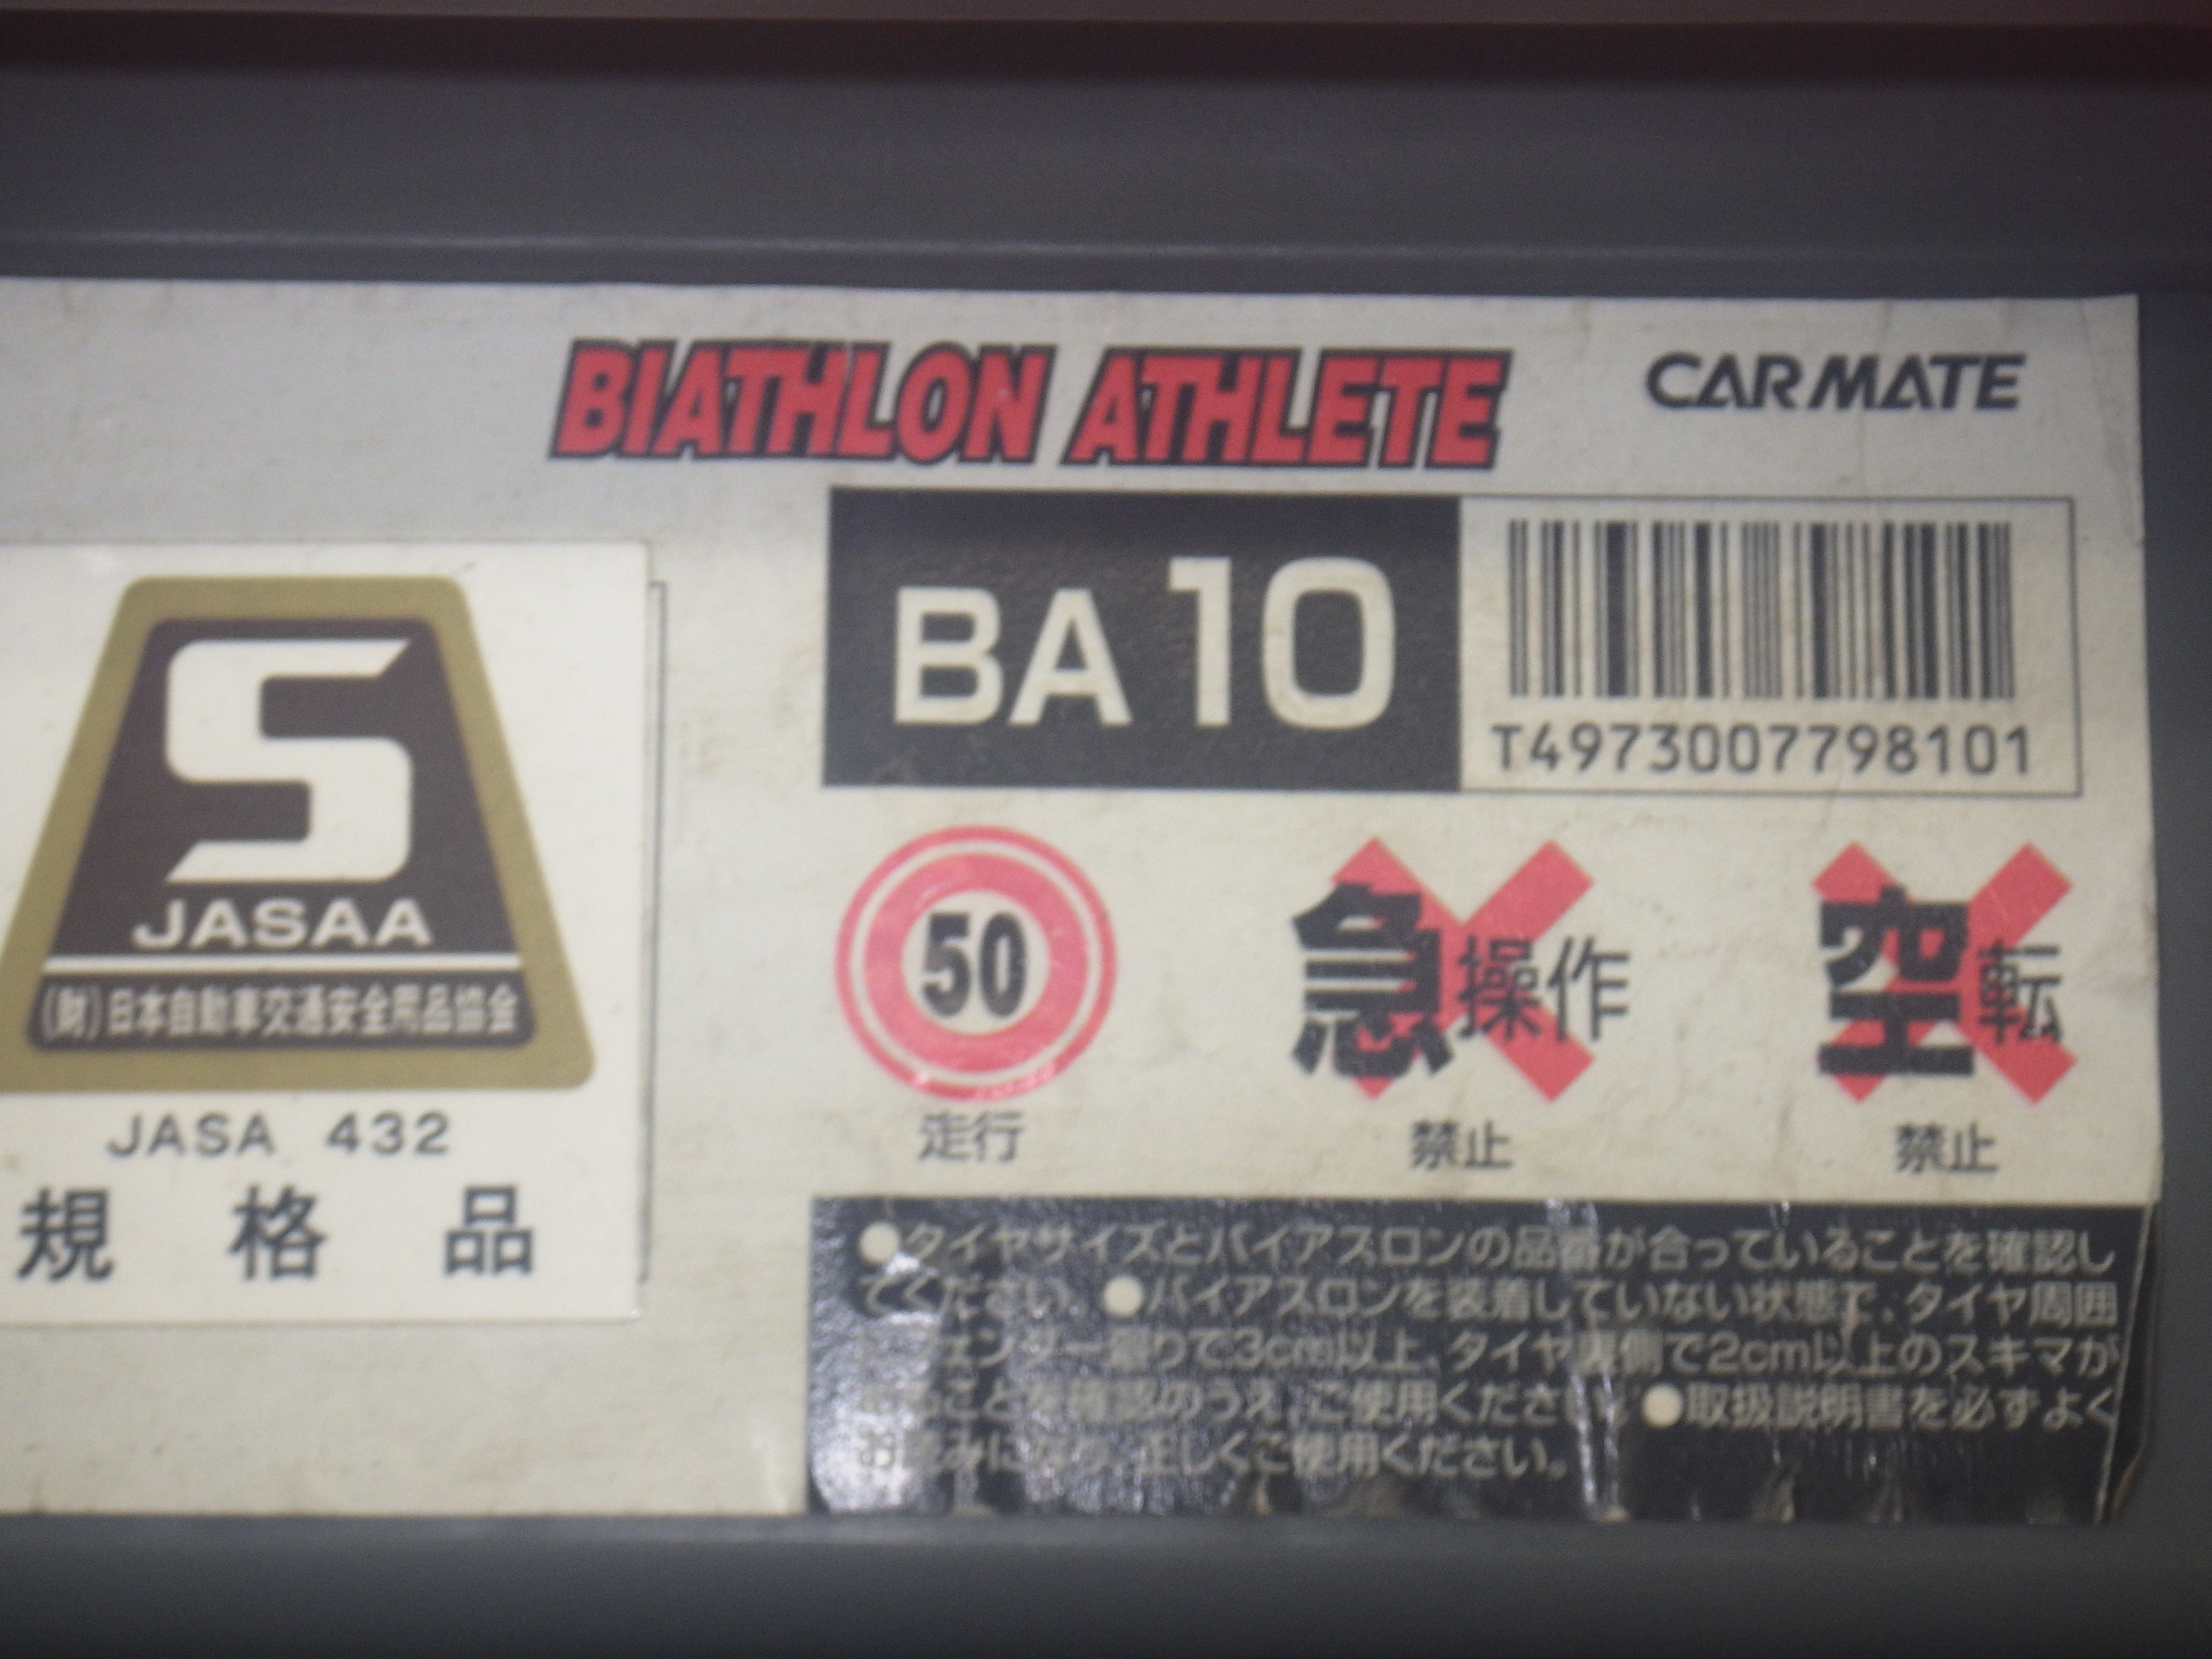 BIATHLON ATHLETE
CARMATE
BA10
T4973007798101
S
JASAA
(財)日本自動車交通安全用品協会
JASA 432
規格品
50
走行
急操作
禁止
空転
禁止
●タイヤサイズとバイアスロンの品番が合っていることを確認し
てください。●バイアスロンを装着していない状態で、タイヤ周囲
フェンダー廻りで3cm以上、タイヤ裏側で2cm以上のスキマが
あることを確認のうえ、ご使用ください。●取扱説明書を必ずよく
お読みになり、正しくご使用ください。